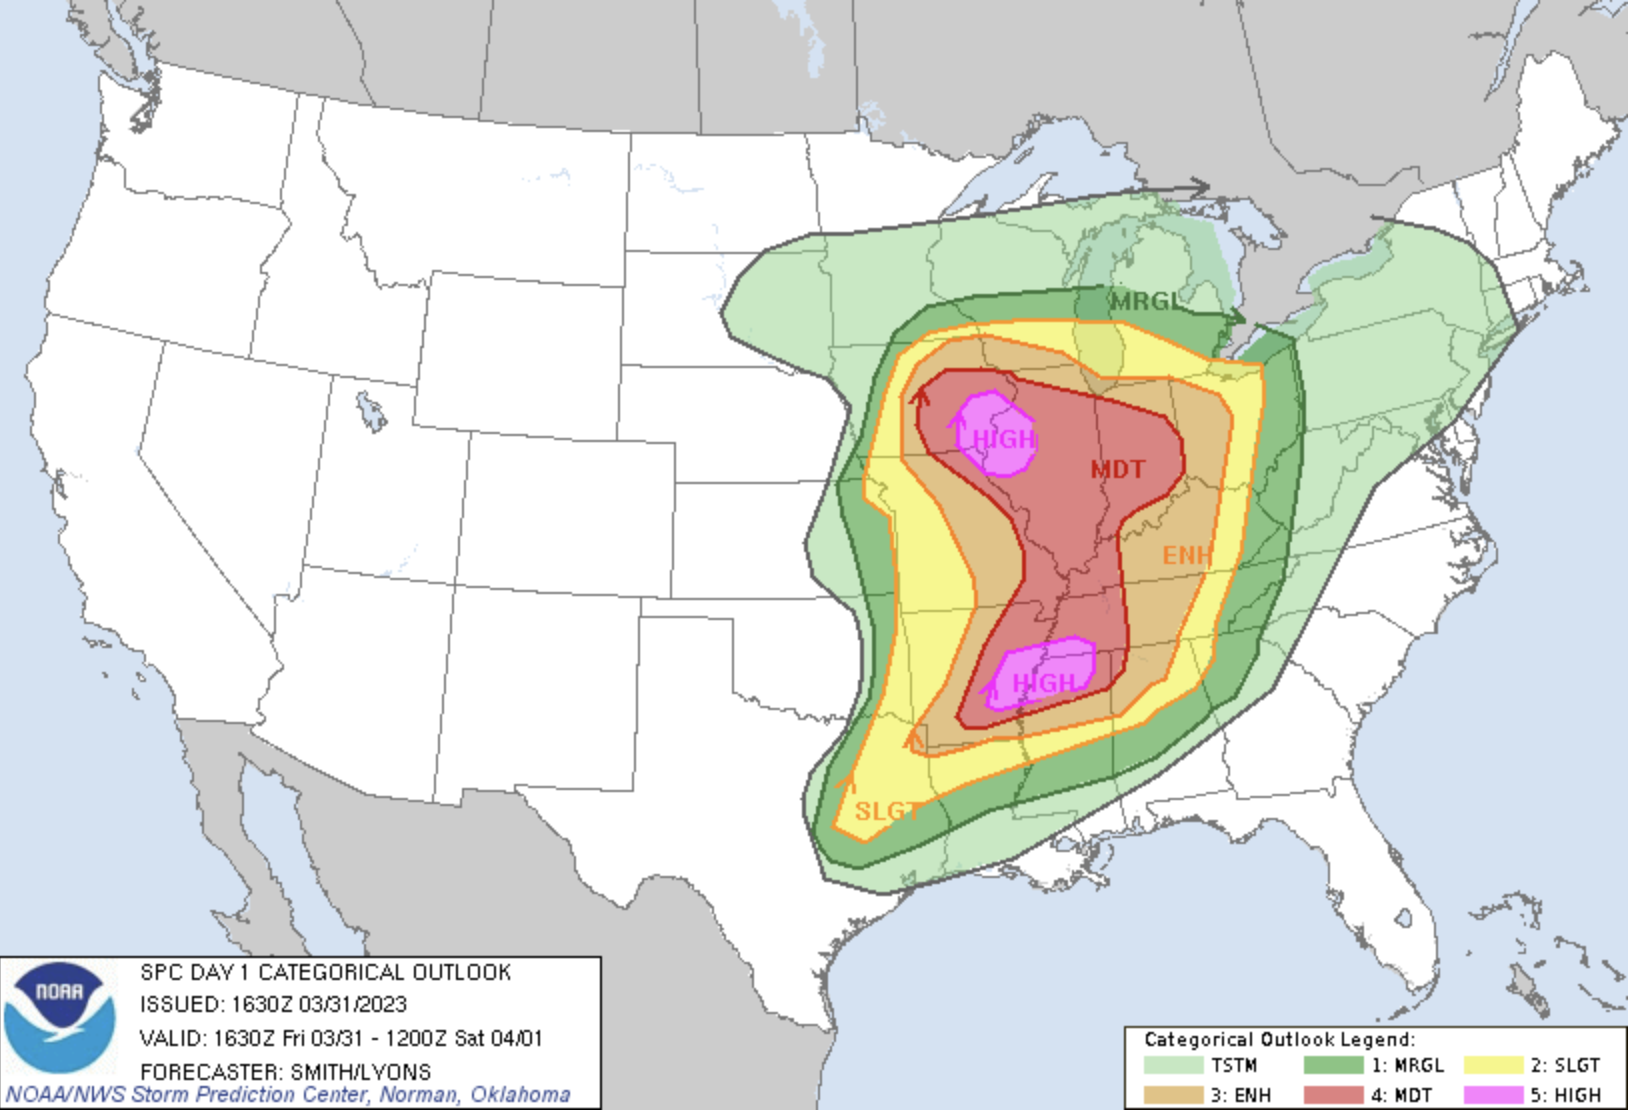 MRGL
HIGH
MDT
ENH
HIGH
SLGT
NOAA
SPC DAY 1 CATEGORICAL OUTLOOK
ISSUED: 1630Z 03/31/2023
VALID: 1630Z Fri 03/31 - 1200Z Sat 04/01
FORECASTER: SMITH/LYONS
NOAA/NWS Storm Prediction Center, Norman, Oklahoma
Categorical Outlook Legend:
TSTM 1: MRGL 2: SLGT
3: ENH 4: MDT 5: HIGH